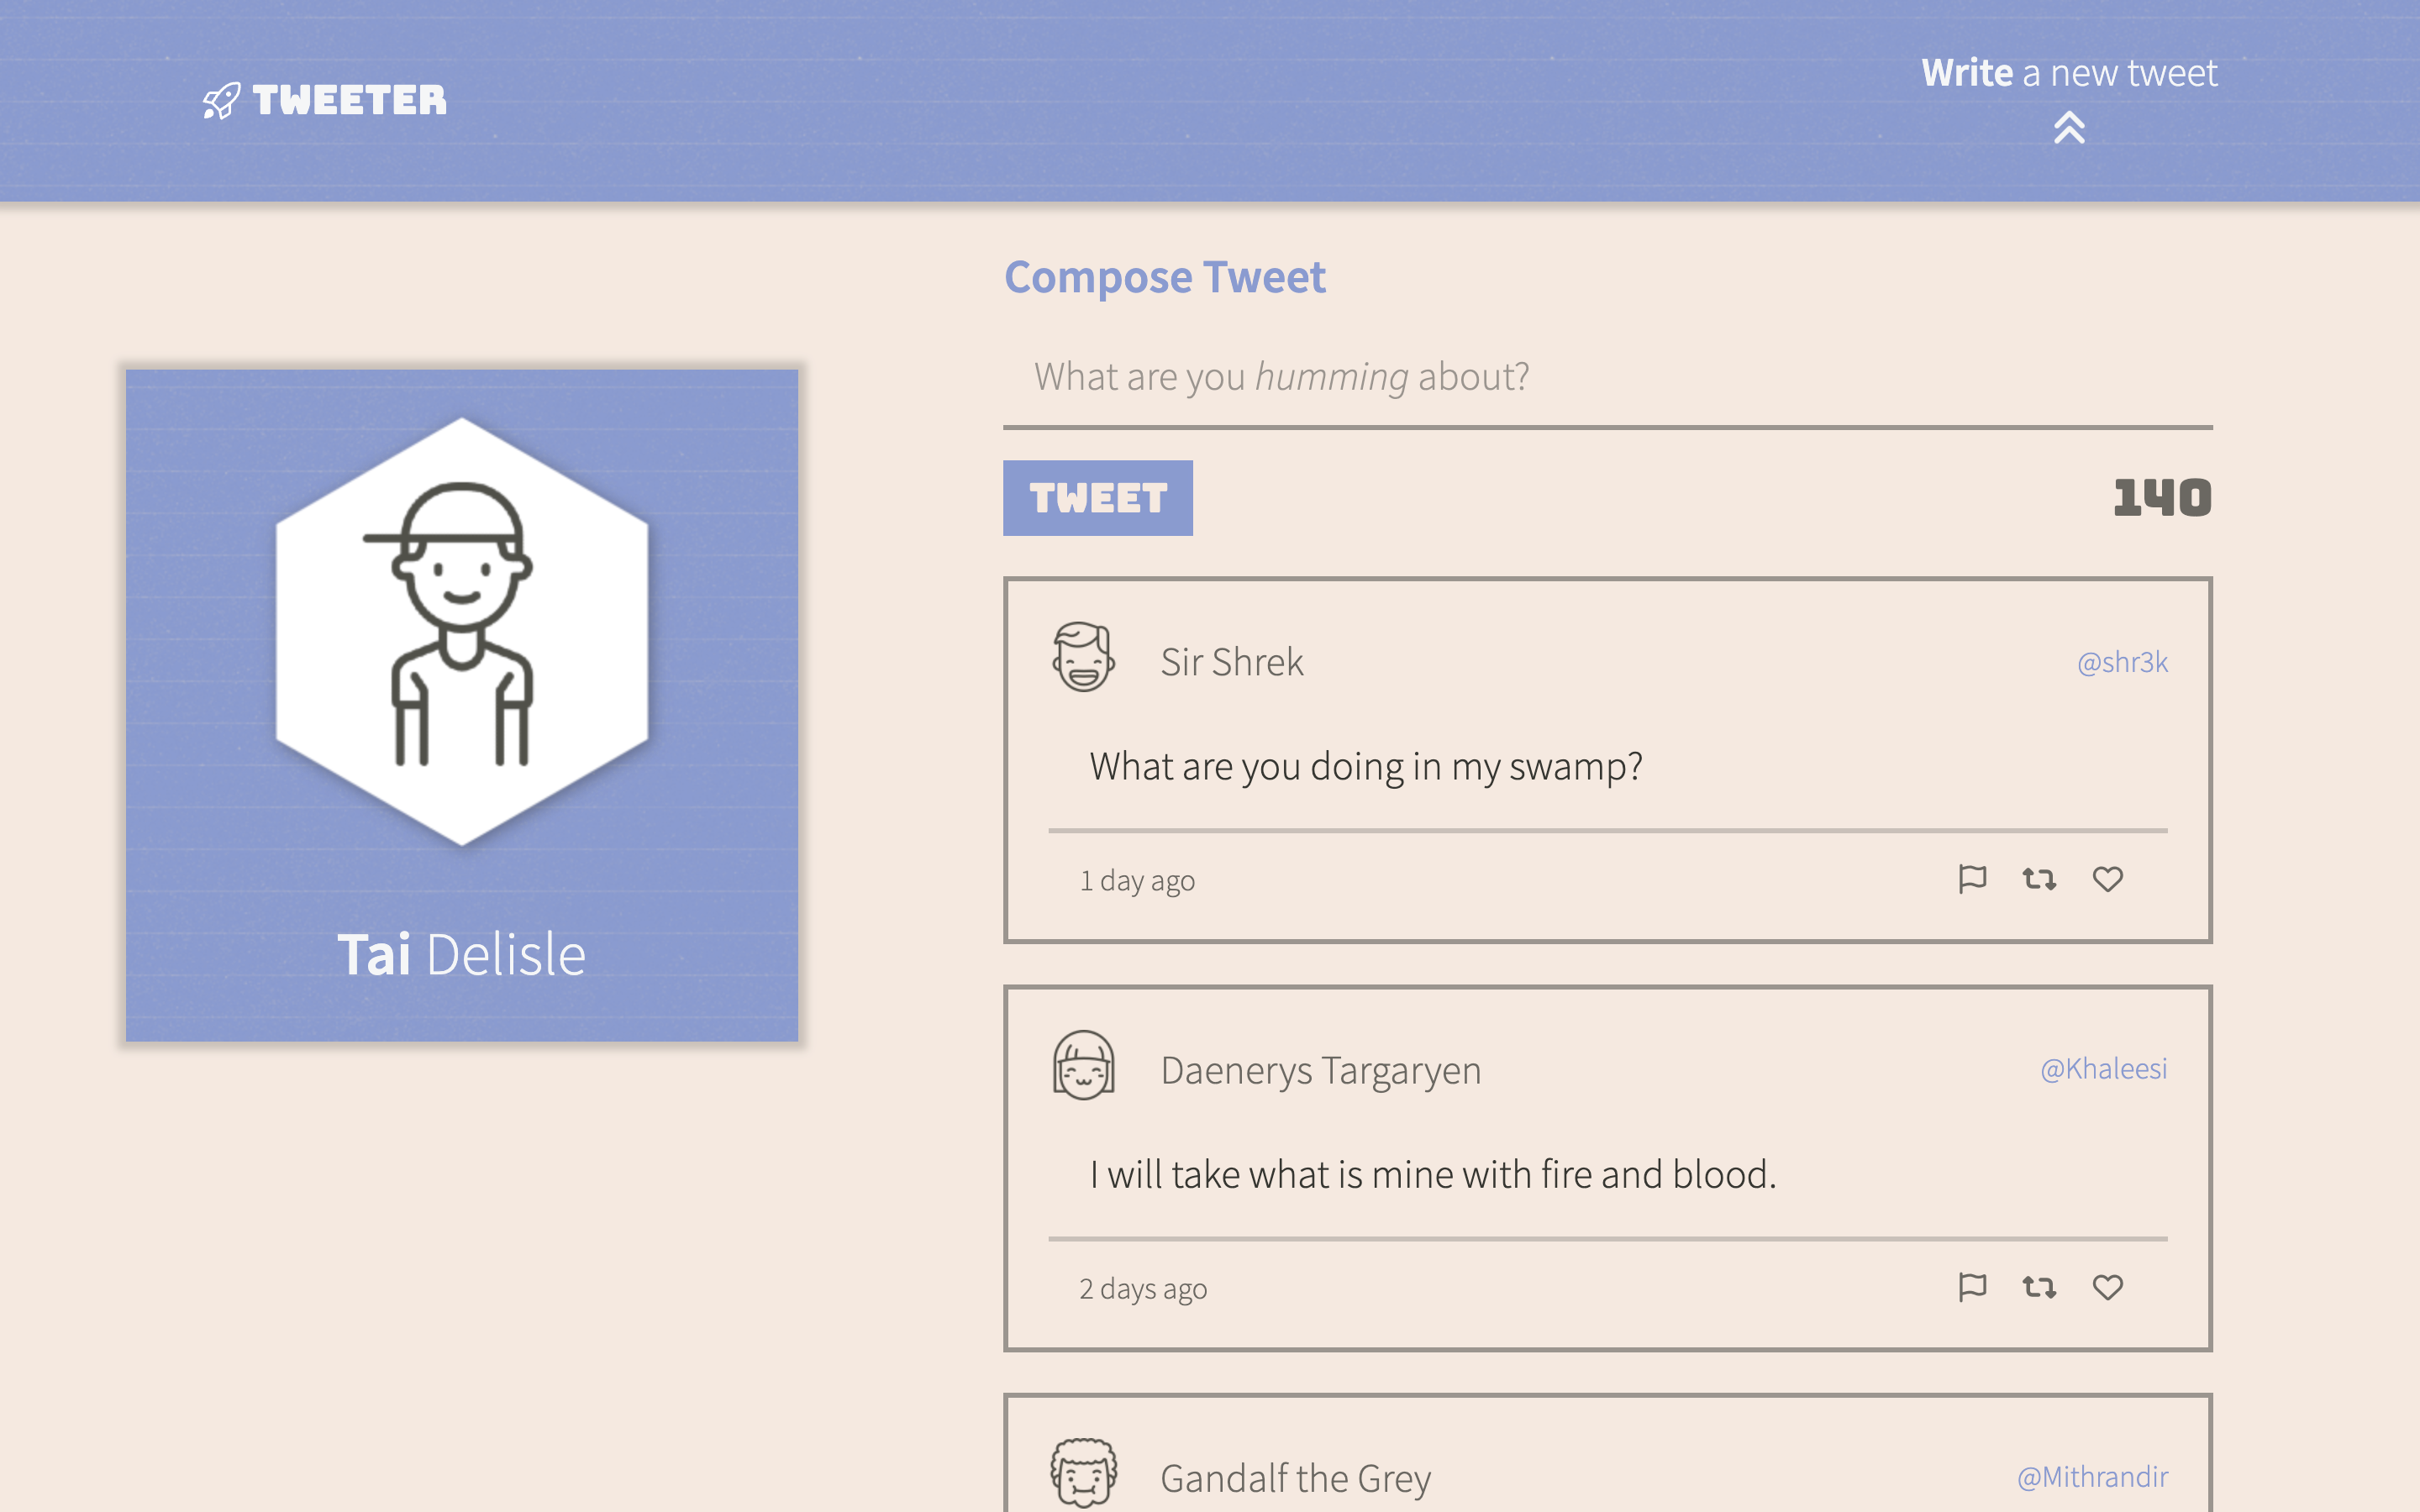 TWEETER
Write a new tweet
Compose Tweet
What are you humming about?
TWEET
140
Tai Delisle
Sir Shrek
@shr3k
What are you doing in my swamp?
1 day ago
Daenerys Targaryen
@Khaleesi
I will take what is mine with fire and blood.
2 days ago
Gandalf the Grey
@Mithrandir